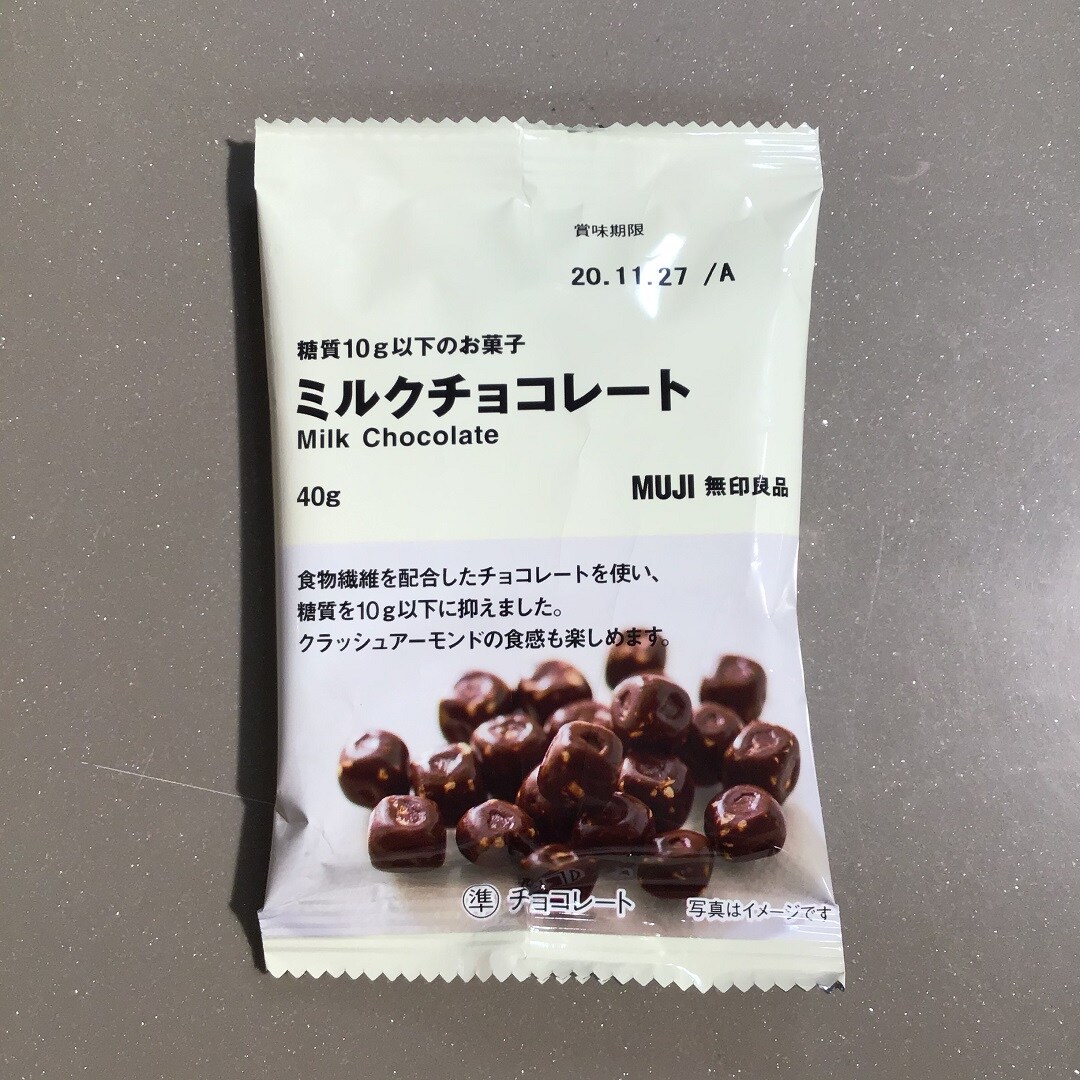 賞味期限
20.11.27 /A
糖質10g以下のお菓子
ミルクチョコレート
Milk Chocolate
40g
MUJI 無印良品
食物繊維を配合したチョコレートを使い、
糖質を10g以下に抑えました。
クラッシュアーモンドの食感も楽しめます。
準 チョコレート
写真はイメージです